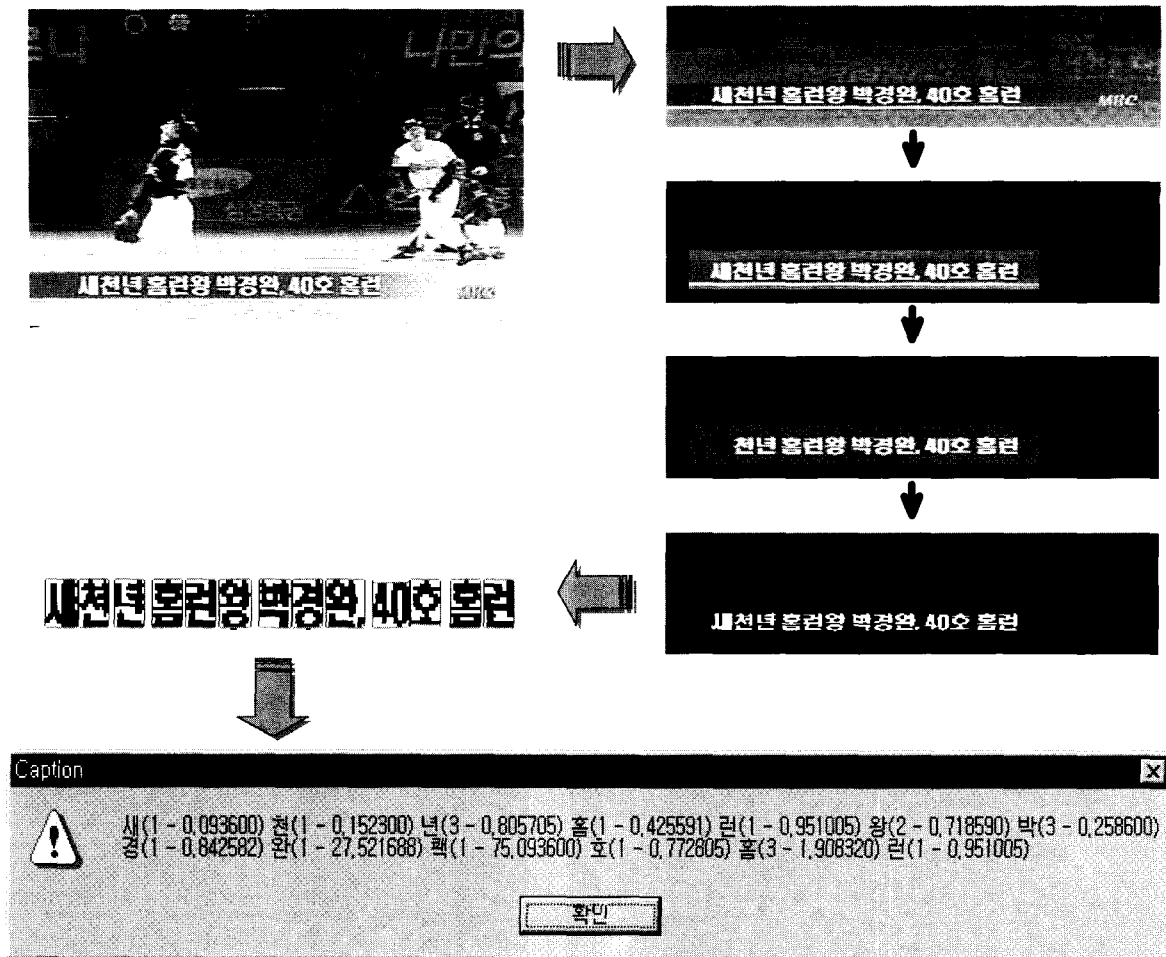 새천년 홈런왕 박경완, 40호 홈런
MBC
새천년 홈런왕 박경완, 40호 홈런
MBC
새천년 홈런왕 박경완, 40호 홈런
천년 홈런왕 박경완, 40호 홈런
새천년 홈런왕 박경완, 40호 홈런
새천년 홈런왕 박경완, 40호 홈런
Caption
새(1 - 0,093600) 천(1 - 0,152300) 년(3 - 0,805705) 홈(1 - 0,425591) 런(1 - 0,951005) 왕(2 - 0,718590) 박(3 - 0,258600)
경(1 - 0,842582) 완(1 - 27,521688) 퐥(1 - 75,093600) 호(1 - 0,772805) 홈(3 - 1,908320) 런(1 - 0,951005)
확인